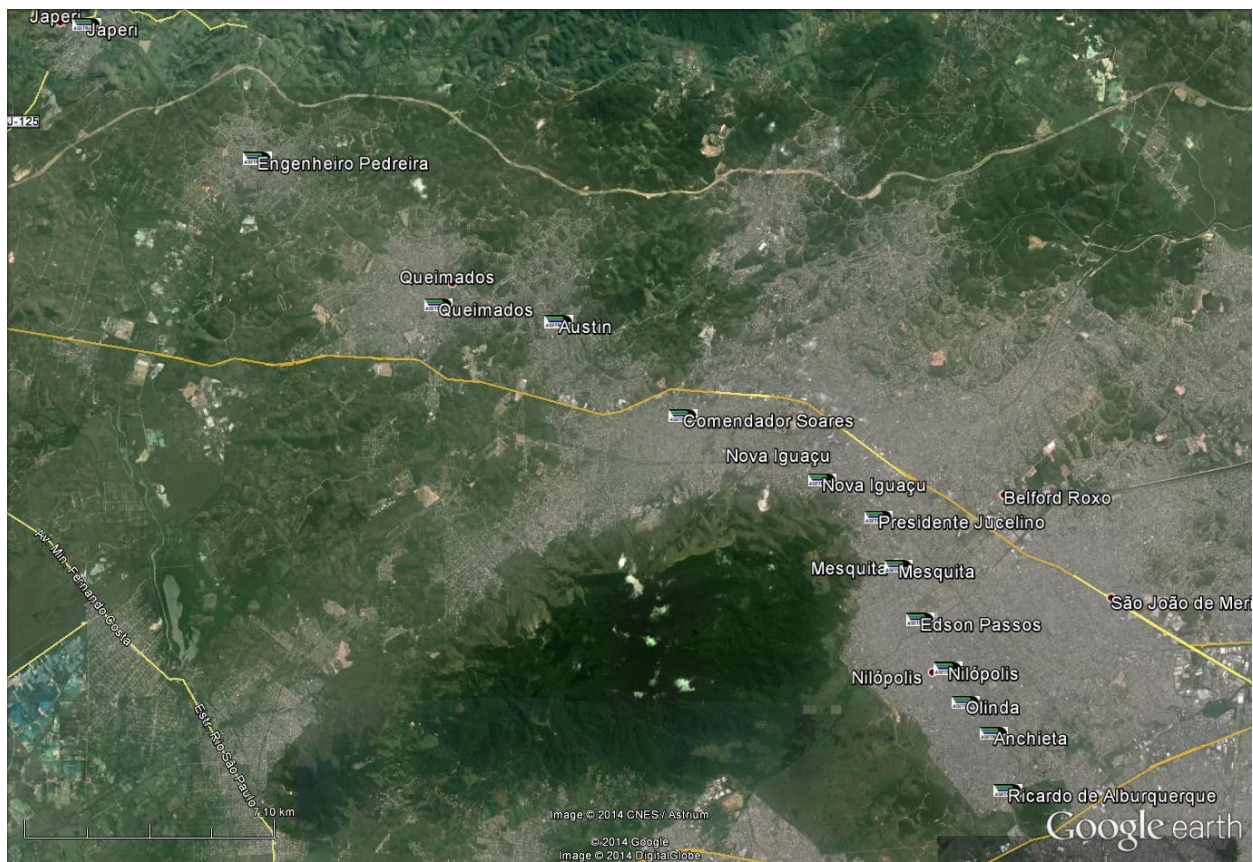 Japeri
Japeri
J-125
Engenheiro Pedreira
Queimados
Queimados
Austin
Comendador Soares
Nova Iguaçu
Nova Iguaçu
Belford Roxo
Presidente Jucelino
Av. Min. Fernando Costa
Mesquita
Mesquita
São João de Meri
Edson Passos
Nilópolis
Nilópolis
Olinda
Estr. Rio São Paulo
Anchieta
Ricardo de Alburquerque
10 km
Image © 2014 CNES / Astrium
© 2014 Google
Image © 2014 DigitalGlobe
Google earth